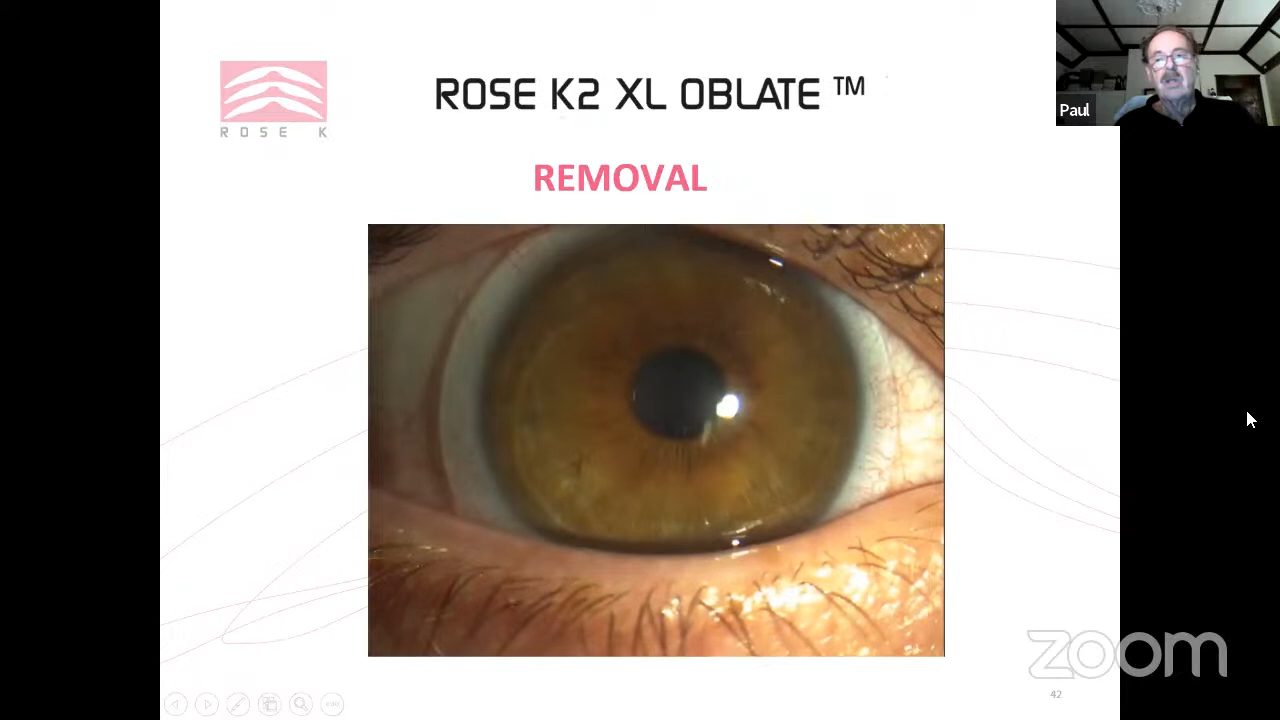 ROSE K2 XL OBLATE ™
ROSE K
Paul
REMOVAL
zoom
42